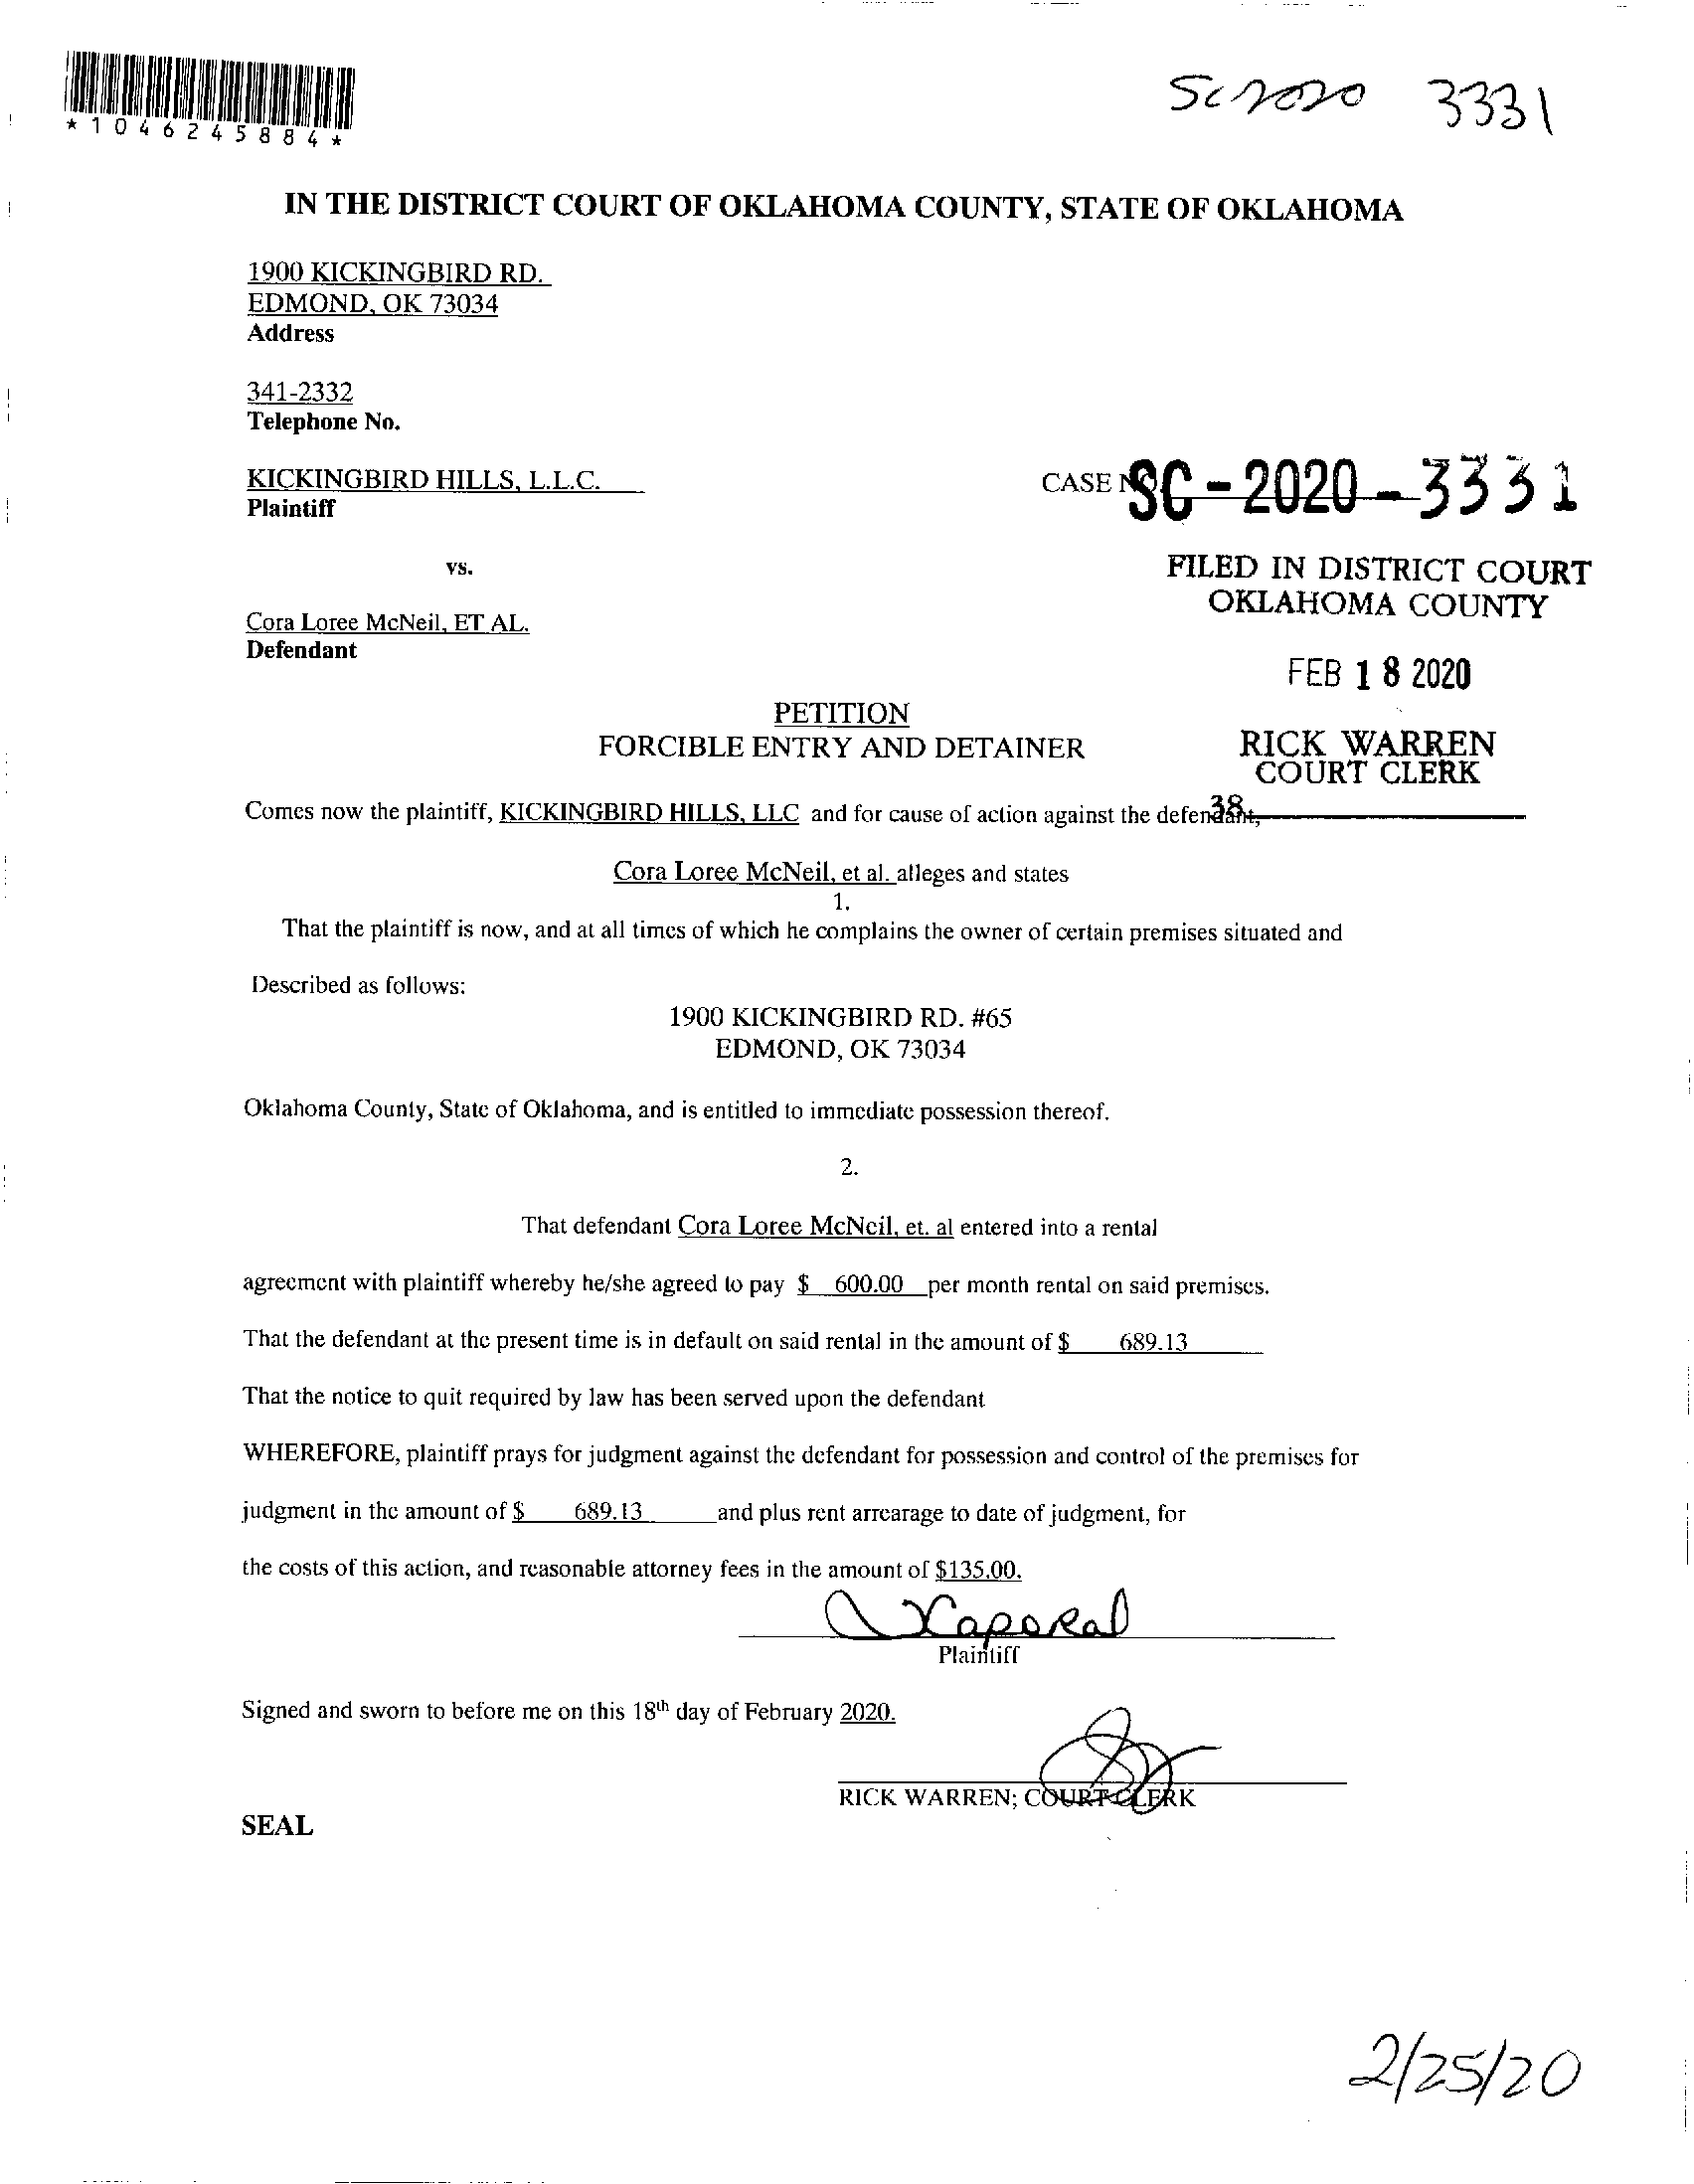 *1046245884*
SC2020 3331
IN THE DISTRICT COURT OF OKLAHOMA COUNTY, STATE OF OKLAHOMA
1900 KICKINGBIRD RD.
EDMOND, OK 73034
Address
341-2332
Telephone No.
KICKINGBIRD HILLS, L.L.C.
Plaintiff
CASE NO. SC-2020-3331
vs.
FILED IN DISTRICT COURT
OKLAHOMA COUNTY
Cora Loree McNeil, ET AL.
Defendant
FEB 18 2020
PETITION
FORCIBLE ENTRY AND DETAINER
RICK WARREN
COURT CLERK
38
Comes now the plaintiff, KICKINGBIRD HILLS, LLC and for cause of action against the defendant,
Cora Loree McNeil, et al. alleges and states
1.
That the plaintiff is now, and at all times of which he complains the owner of certain premises situated and
Described as follows:
1900 KICKINGBIRD RD. #65
EDMOND, OK 73034
Oklahoma County, State of Oklahoma, and is entitled to immediate possession thereof.
2.
That defendant Cora Loree McNeil, et. al entered into a rental
agreement with plaintiff whereby he/she agreed to pay $ 600.00 per month rental on said premises.
That the defendant at the present time is in default on said rental in the amount of $ 689.13
That the notice to quit required by law has been served upon the defendant
WHEREFORE, plaintiff prays for judgment against the defendant for possession and control of the premises for
judgment in the amount of $ 689.13 and plus rent arrearage to date of judgment, for
the costs of this action, and reasonable attorney fees in the amount of $135.00.
Plaintiff
Signed and sworn to before me on this 18th day of February 2020.
RICK WARREN; COURT CLERK
SEAL
2/25/20